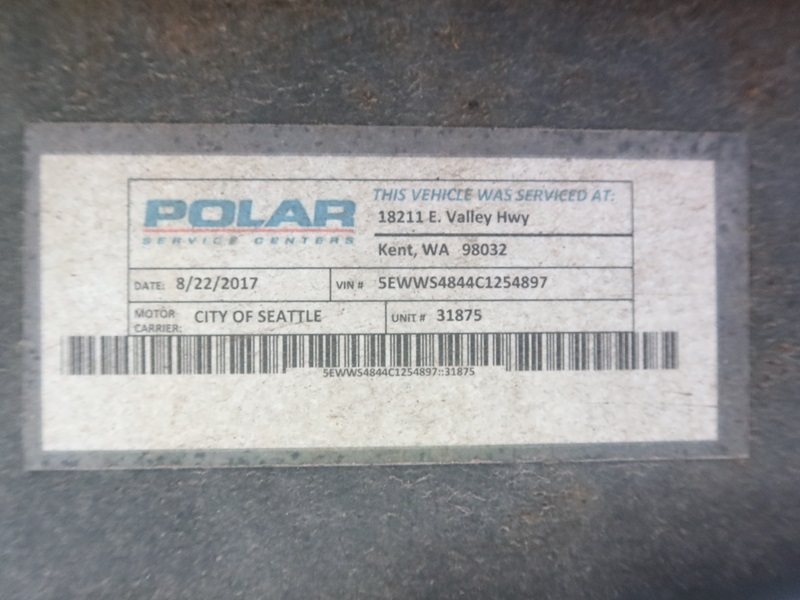 POLAR
SERVICE CENTERS
THIS VEHICLE WAS SERVICED AT:
18211 E. Valley Hwy
Kent, WA 98032
DATE: 8/22/2017
VIN # 5EWWS4844C1254897
MOTOR CARRIER: CITY OF SEATTLE
UNIT # 31875
5EWWS4844C1254897::31875